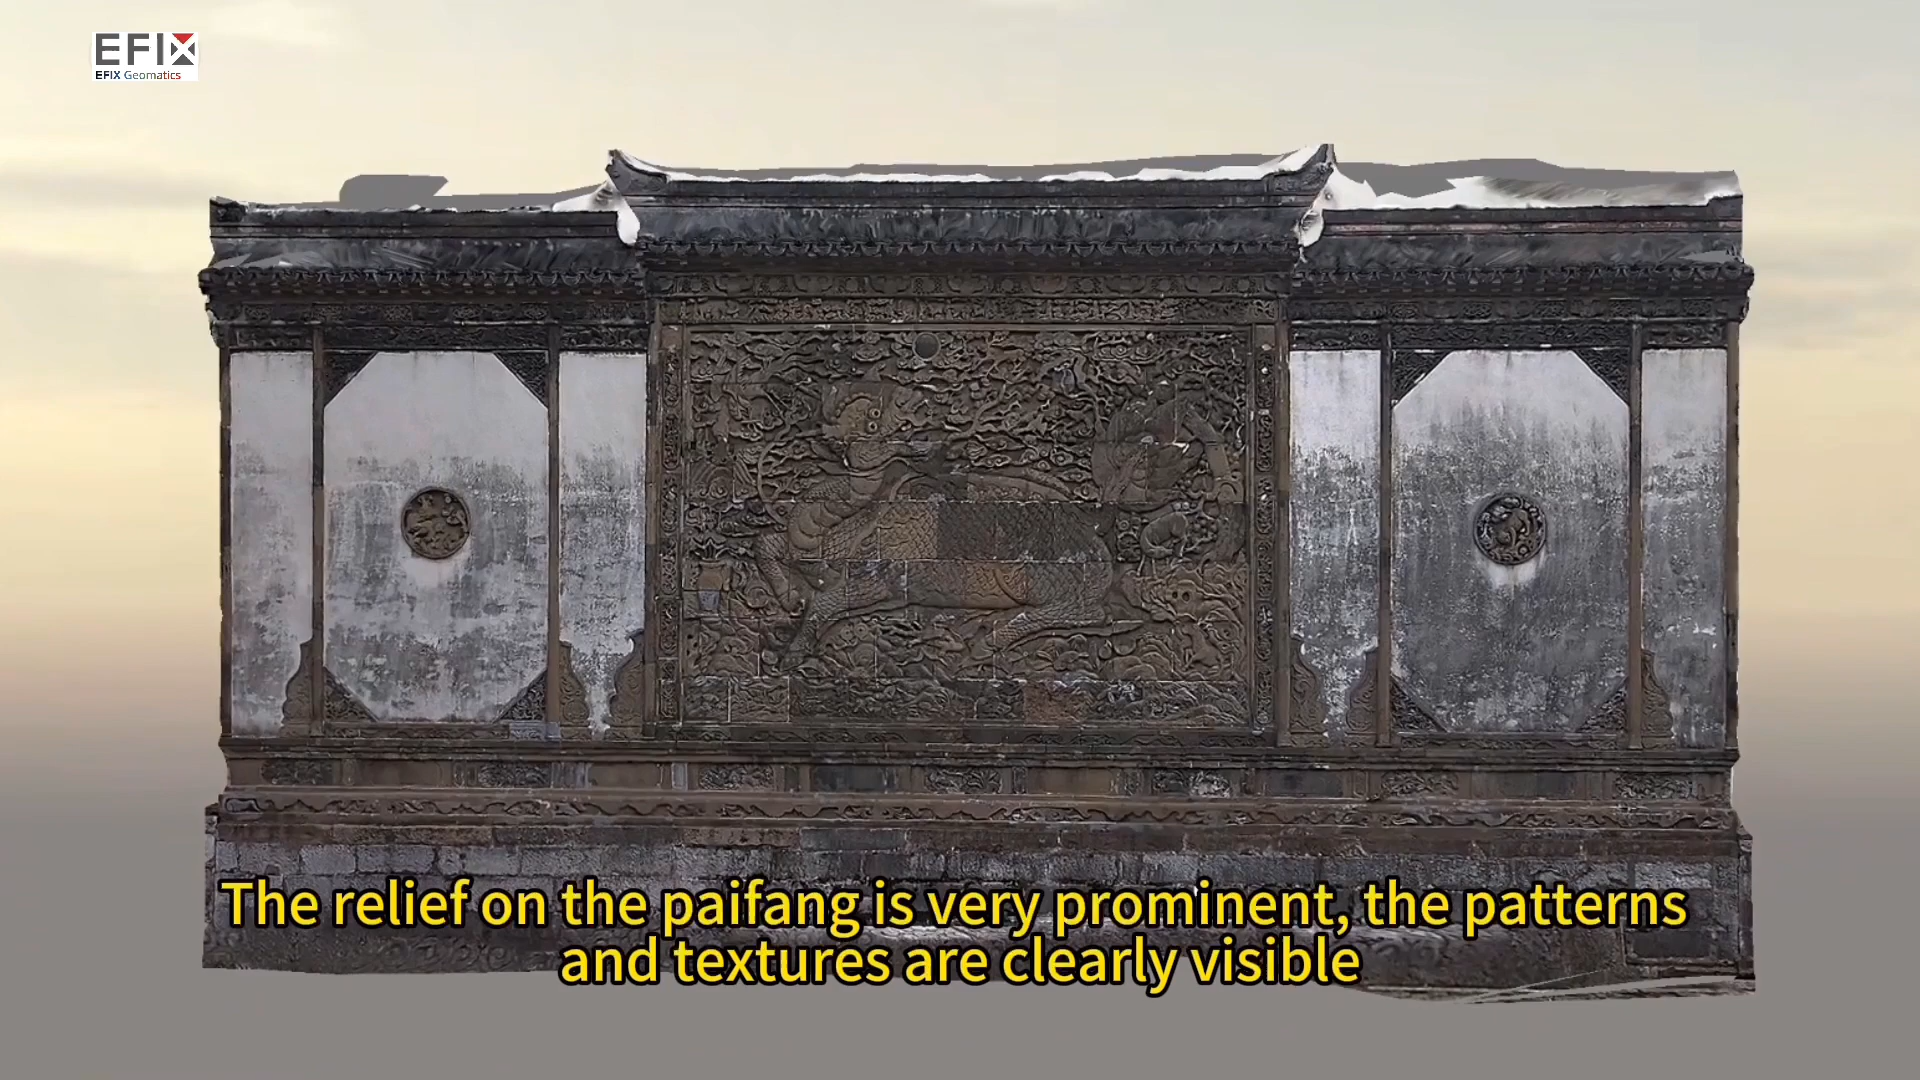 EFIX
EFIX Geomatics
The relief on the paifang is very prominent, the patterns
and textures are clearly visible